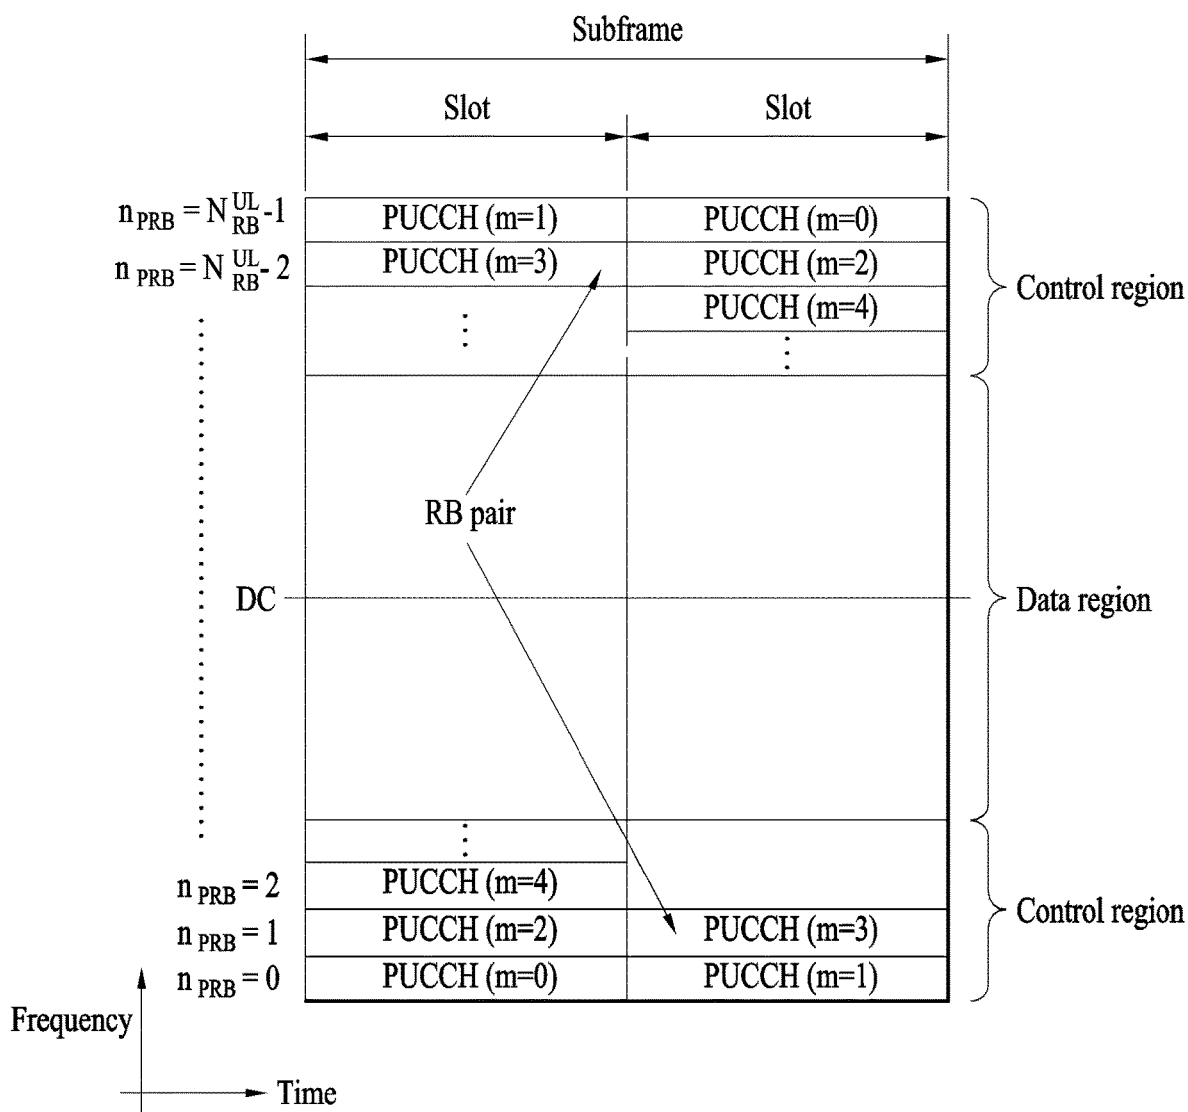 Subframe
Slot Slot
n PRB = N UL RB -1 PUCCH (m=1) PUCCH (m=0)
n PRB = N UL RB - 2 PUCCH (m=3) PUCCH (m=2)
PUCCH (m=4)
Control region
RB pair
DC
Data region
n PRB = 2 PUCCH (m=4)
n PRB = 1 PUCCH (m=2) PUCCH (m=3)
Control region
n PRB = 0 PUCCH (m=0) PUCCH (m=1)
Frequency
Time